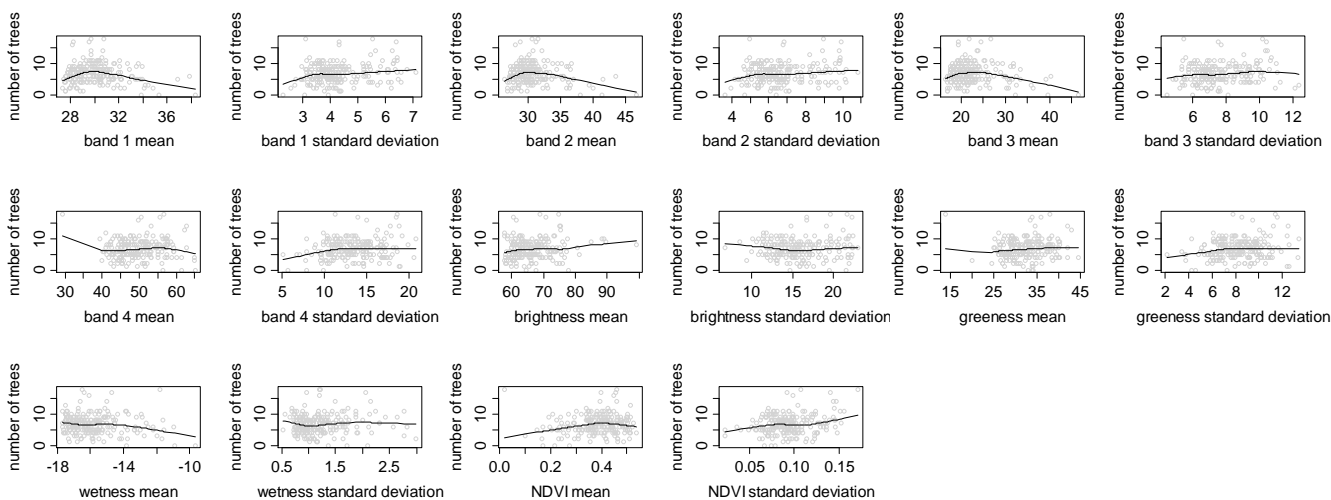 number of trees
0 10
28 32 36
band 1 mean
number of trees
0 10
3 4 5 6 7
band 1 standard deviation
number of trees
0 10
30 35 40 45
band 2 mean
number of trees
0 10
4 6 8 10
band 2 standard deviation
number of trees
0 10
20 30 40
band 3 mean
number of trees
0 10
6 8 10 12
band 3 standard deviation
number of trees
0 10
30 40 50 60
band 4 mean
number of trees
0 10
5 10 15 20
band 4 standard deviation
number of trees
0 10
60 70 80 90
brightness mean
number of trees
0 10
10 15 20
brightness standard deviation
number of trees
0 10
15 25 35 45
greeness mean
number of trees
0 10
2 4 6 8 12
greeness standard deviation
number of trees
0 10
-18 -14 -10
wetness mean
number of trees
0 10
0.5 1.5 2.5
wetness standard deviation
number of trees
0 10
0.0 0.2 0.4
NDVI mean
number of trees
0 10
0.05 0.10 0.15
NDVI standard deviation